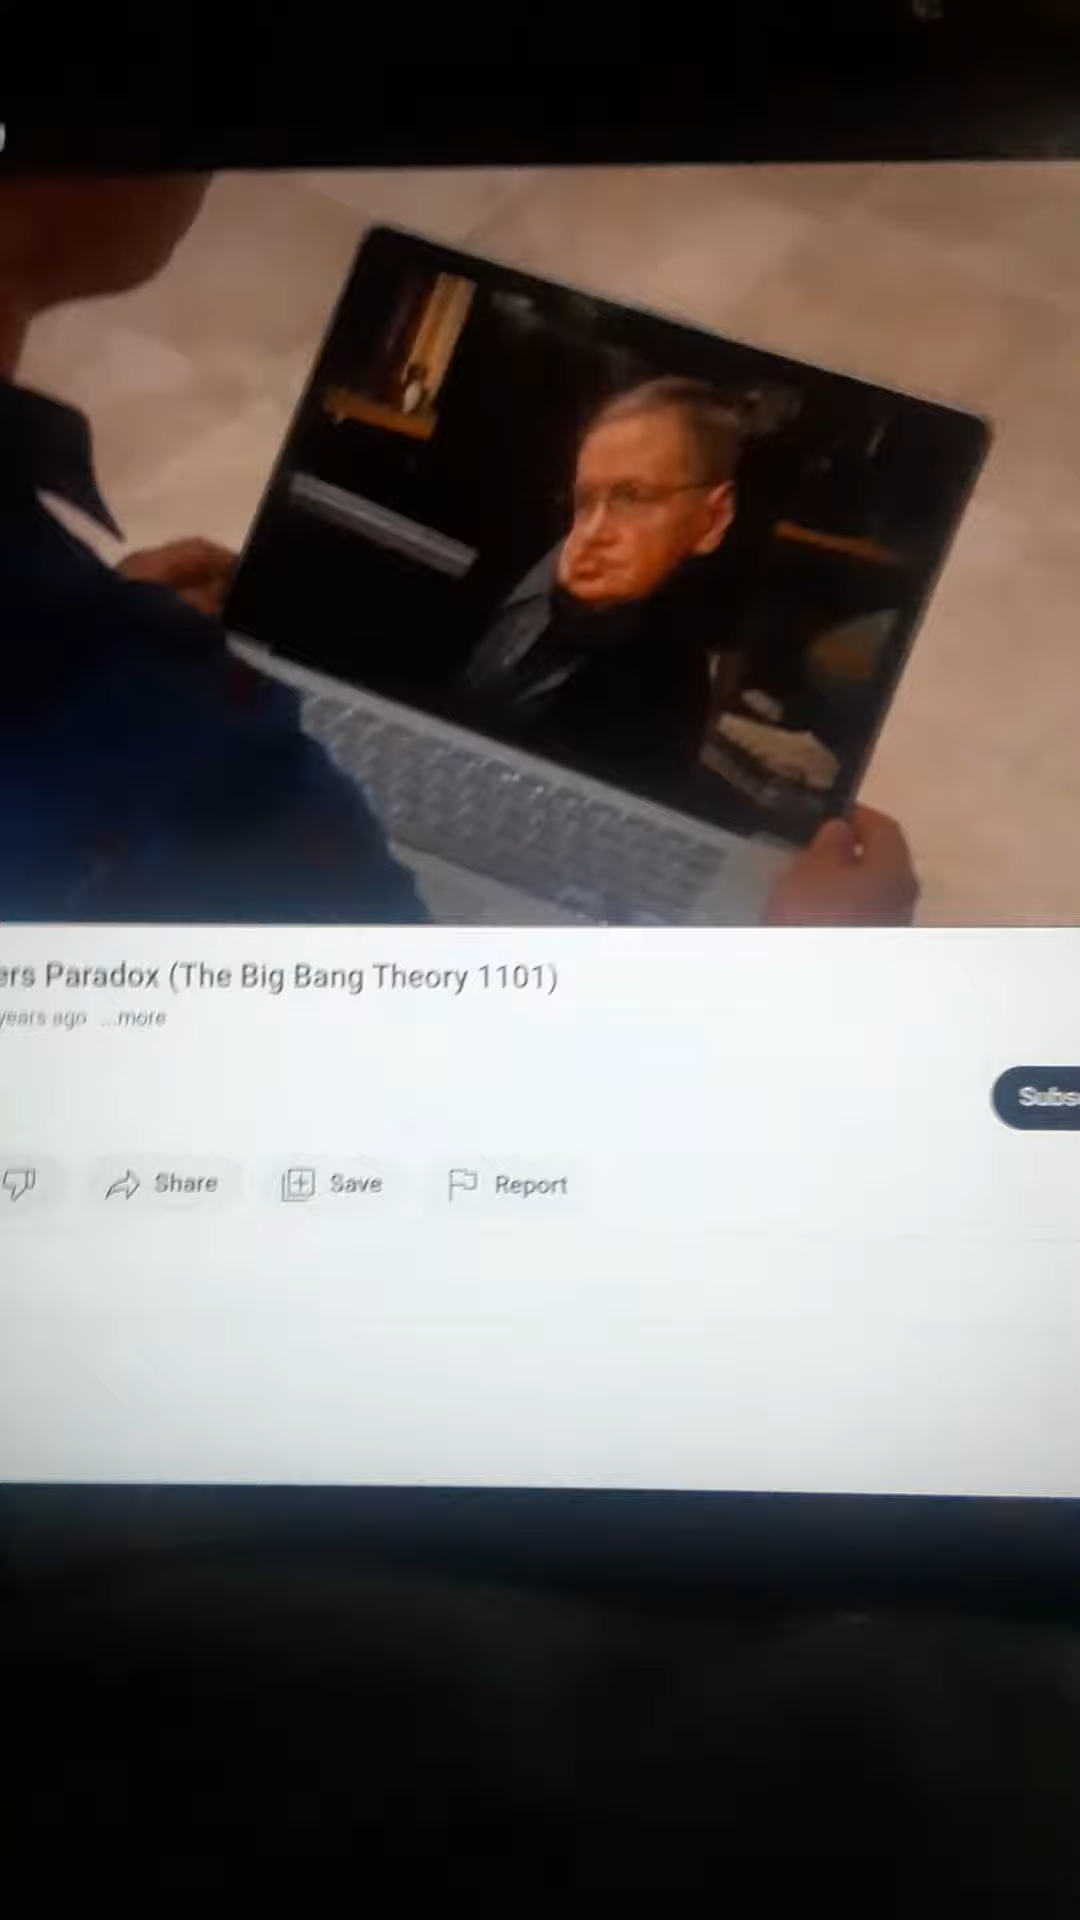 ers Paradox (The Big Bang Theory 1101)
years ago ...more
Subs
Share
Save
Report